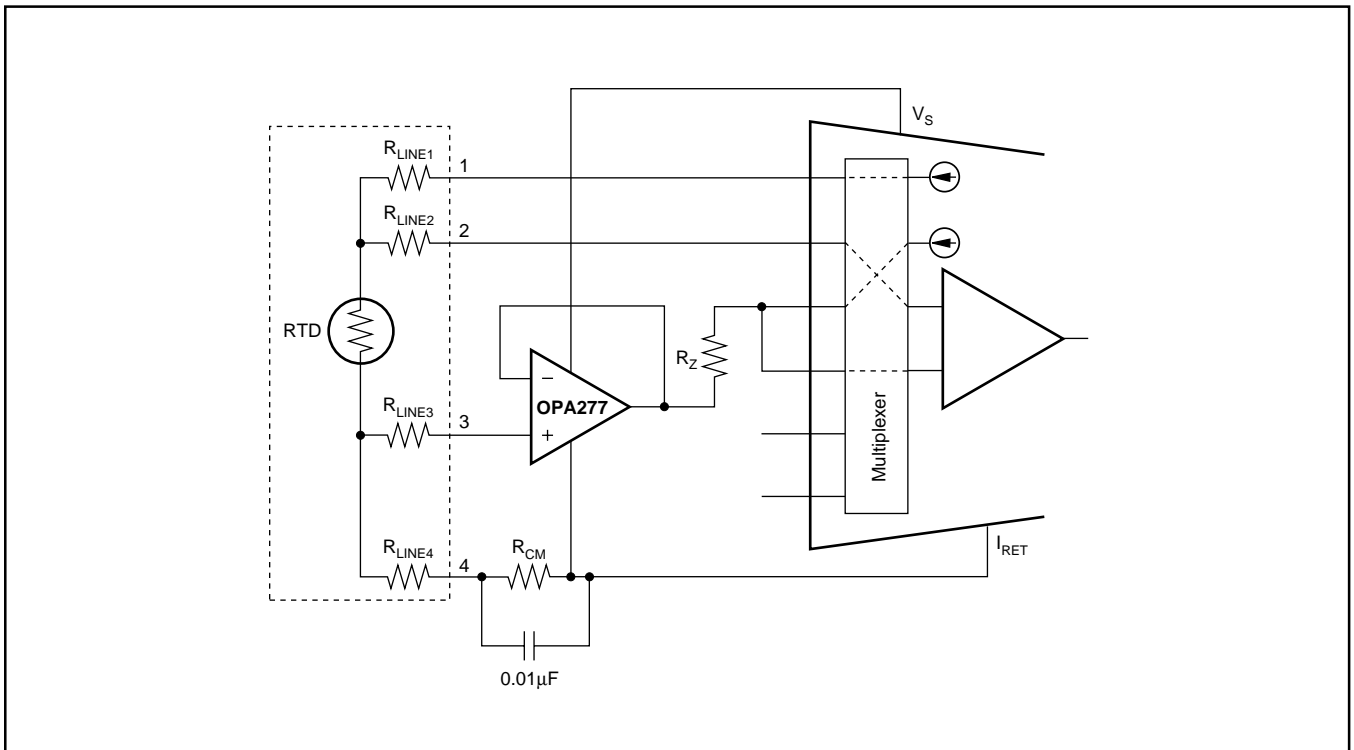 V_S
R_LINE1
1
R_LINE2
2
RTD
R_Z
−
OPA277
+
R_LINE3
3
Multiplexer
R_LINE4
4
R_CM
I_RET
0.01µF